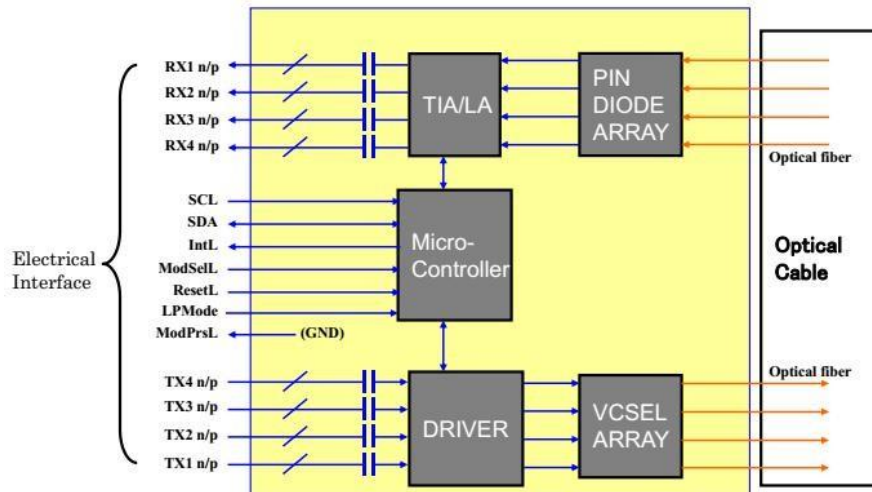 RX1 n/p
RX2 n/p
RX3 n/p
RX4 n/p
TIA/LA
PIN
DIODE
ARRAY
Optical fiber
SCL
SDA
IntL
ModSelL
ResetL
LPMode
ModPrsL
(GND)
Micro-
Controller
Electrical
Interface
Optical
Cable
TX4 n/p
TX3 n/p
TX2 n/p
TX1 n/p
DRIVER
VCSEL
ARRAY
Optical fiber